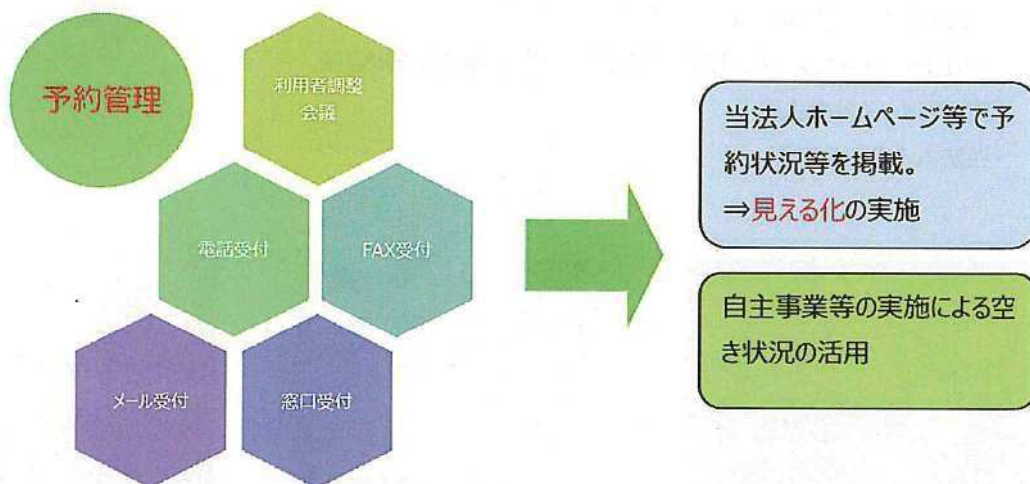 予約管理
利用者調整
会議
電話受付
FAX受付
メール受付
窓口受付
当法人ホームページ等で予
約状況等を掲載。
⇒見える化の実施
自主事業等の実施による空
き状況の活用